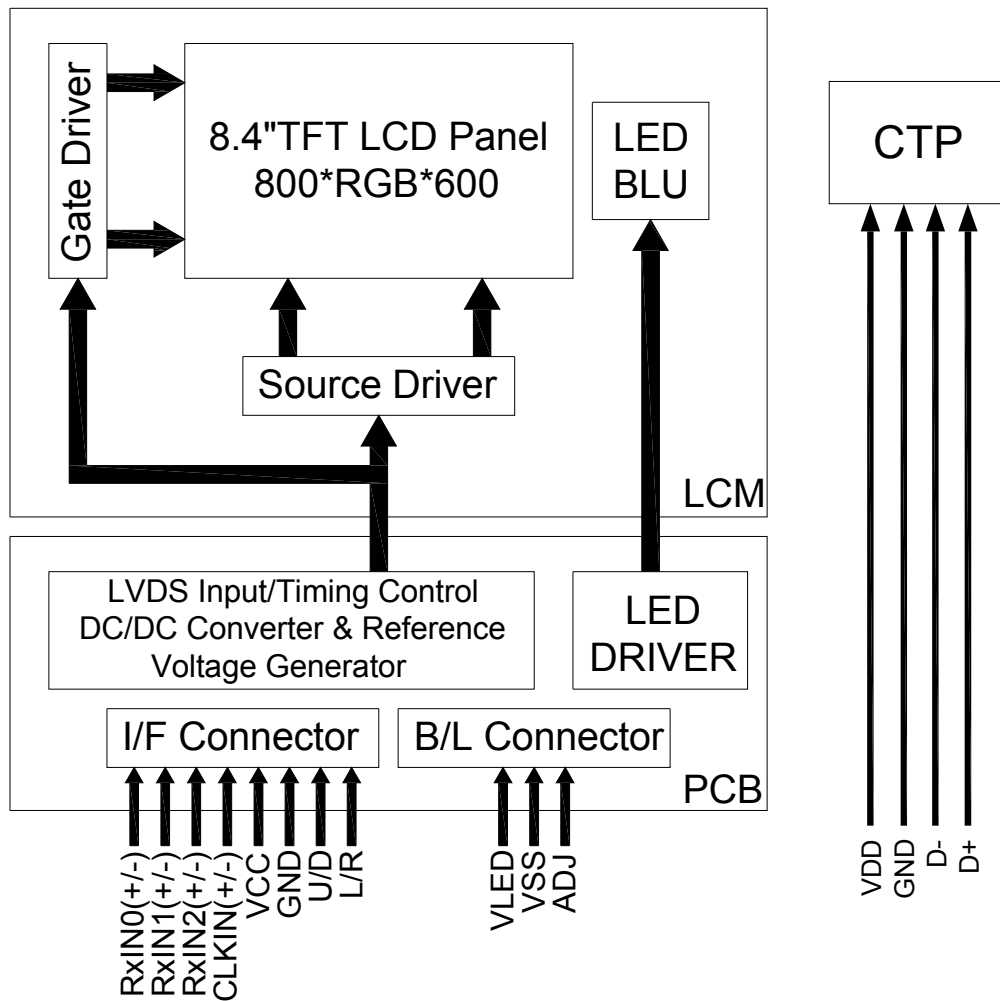 Gate Driver
8.4"TFT LCD Panel
800*RGB*600
LED
BLU
CTP
Source Driver
LCM
LVDS Input/Timing Control
DC/DC Converter & Reference
Voltage Generator
LED
DRIVER
I/F Connector
B/L Connector
PCB
RxIN0(+/-)
RxIN1(+/-)
RxIN2(+/-)
CLKIN(+/-)
VCC
GND
U/D
L/R
VLED
VSS
ADJ
VDD
GND
D-
D+